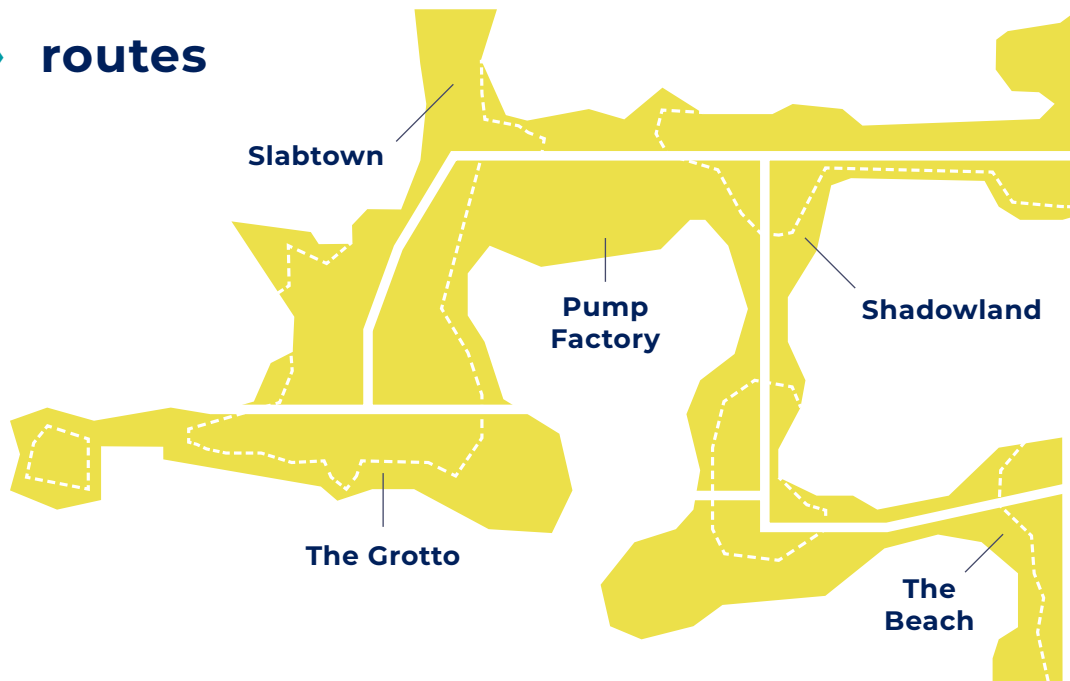 routes
Slabtown
Pump
Factory
Shadowland
The Grotto
The
Beach